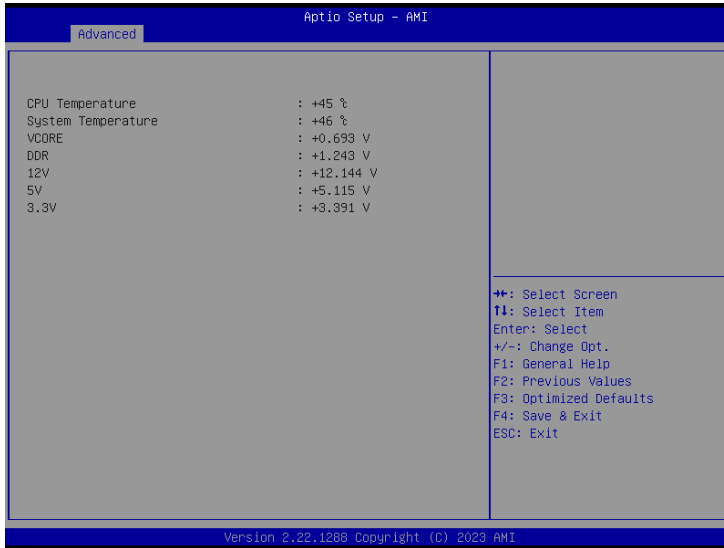 Aptio Setup – AMI
Advanced
CPU Temperature : +45 ℃
System Temperature : +46 ℃
VCORE : +0.693 V
DDR : +1.243 V
12V : +12.144 V
5V : +5.115 V
3.3V : +3.391 V
→←: Select Screen
↑↓: Select Item
Enter: Select
+/-: Change Opt.
F1: General Help
F2: Previous Values
F3: Optimized Defaults
F4: Save & Exit
ESC: Exit
Version 2.22.1288 Copyright (C) 2023 AMI